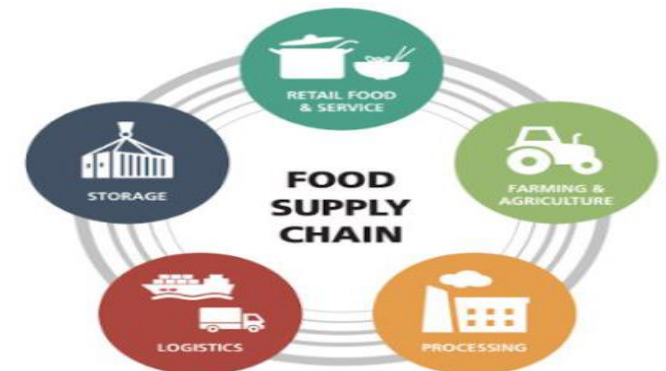 RETAIL FOOD
& SERVICE
STORAGE
FOOD
SUPPLY
CHAIN
FARMING &
AGRICULTURE
LOGISTICS
PROCESSING